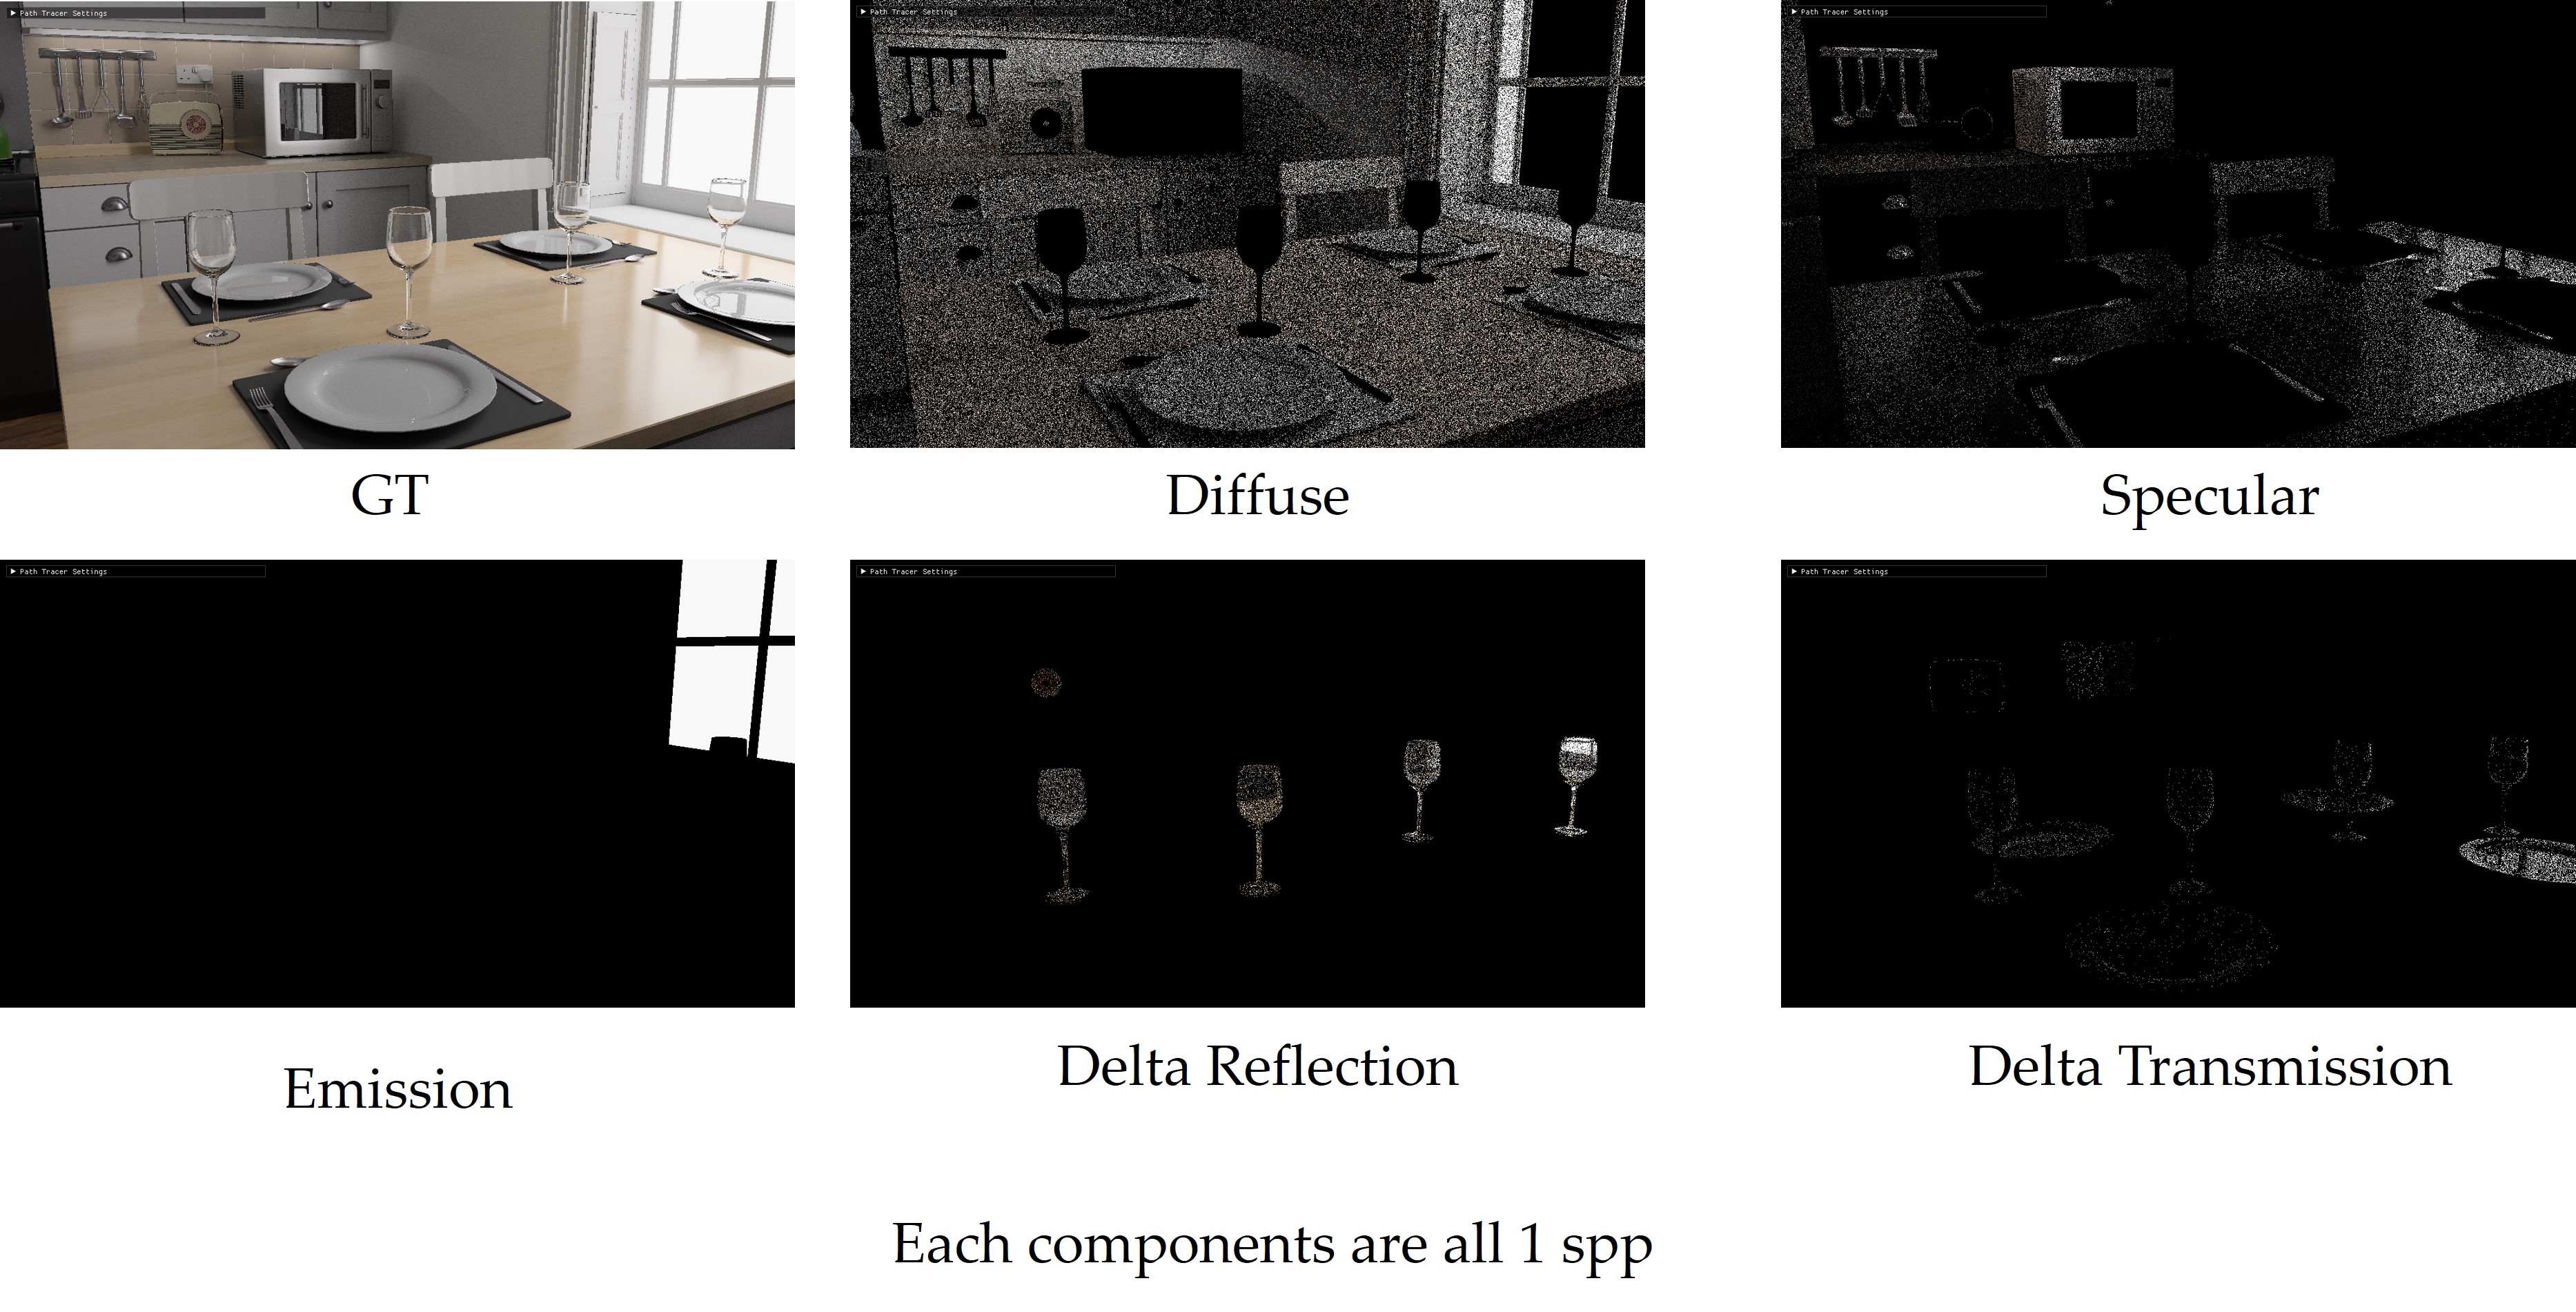 Path Tracer Settings
Path Tracer Settings
Path Tracer Settings
GT
Diffuse
Specular
Path Tracer Settings
Path Tracer Settings
Path Tracer Settings
Emission
Delta Reflection
Delta Transmission
Each components are all 1 spp